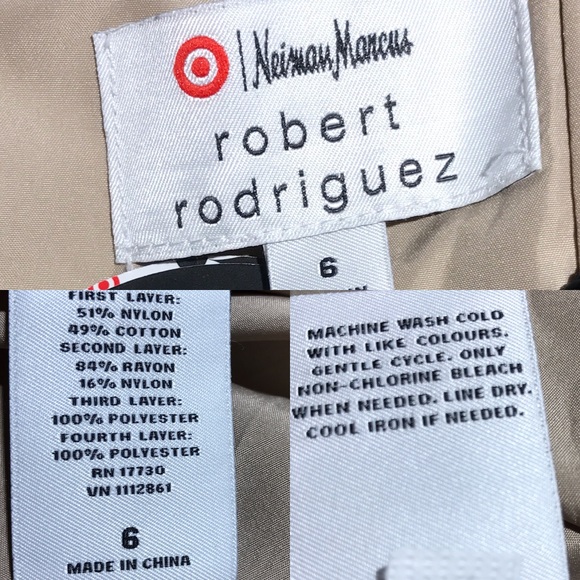 | Neiman Marcus
robert
rodriguez
6
FIRST LAYER:
51% NYLON
49% COTTON
SECOND LAYER:
84% RAYON
16% NYLON
THIRD LAYER:
100% POLYESTER
FOURTH LAYER:
100% POLYESTER
RN 17730
VN 1112861
6
MADE IN CHINA
MACHINE WASH COLD
WITH LIKE COLOURS.
GENTLE CYCLE. ONLY
NON-CHLORINE BLEACH
WHEN NEEDED. LINE DRY.
COOL IRON IF NEEDED.